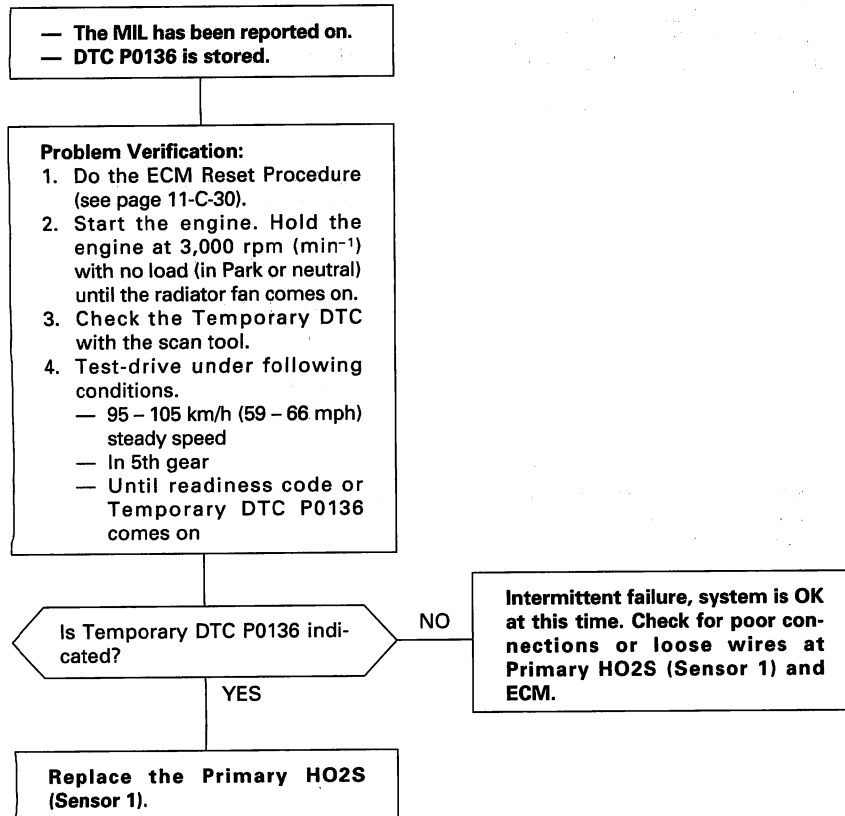 — The MIL has been reported on.
— DTC P0136 is stored.
Problem Verification:
1. Do the ECM Reset Procedure
(see page 11-C-30).
2. Start the engine. Hold the
engine at 3,000 rpm (min⁻¹)
with no load (in Park or neutral)
until the radiator fan comes on.
3. Check the Temporary DTC
with the scan tool.
4. Test-drive under following
conditions.
— 95 – 105 km/h (59 – 66 mph)
steady speed
— In 5th gear
— Until readiness code or
Temporary DTC P0136
comes on
Is Temporary DTC P0136 indi-
cated?
NO
Intermittent failure, system is OK
at this time. Check for poor con-
nections or loose wires at
Primary HO2S (Sensor 1) and
ECM.
YES
Replace the Primary HO2S
(Sensor 1).